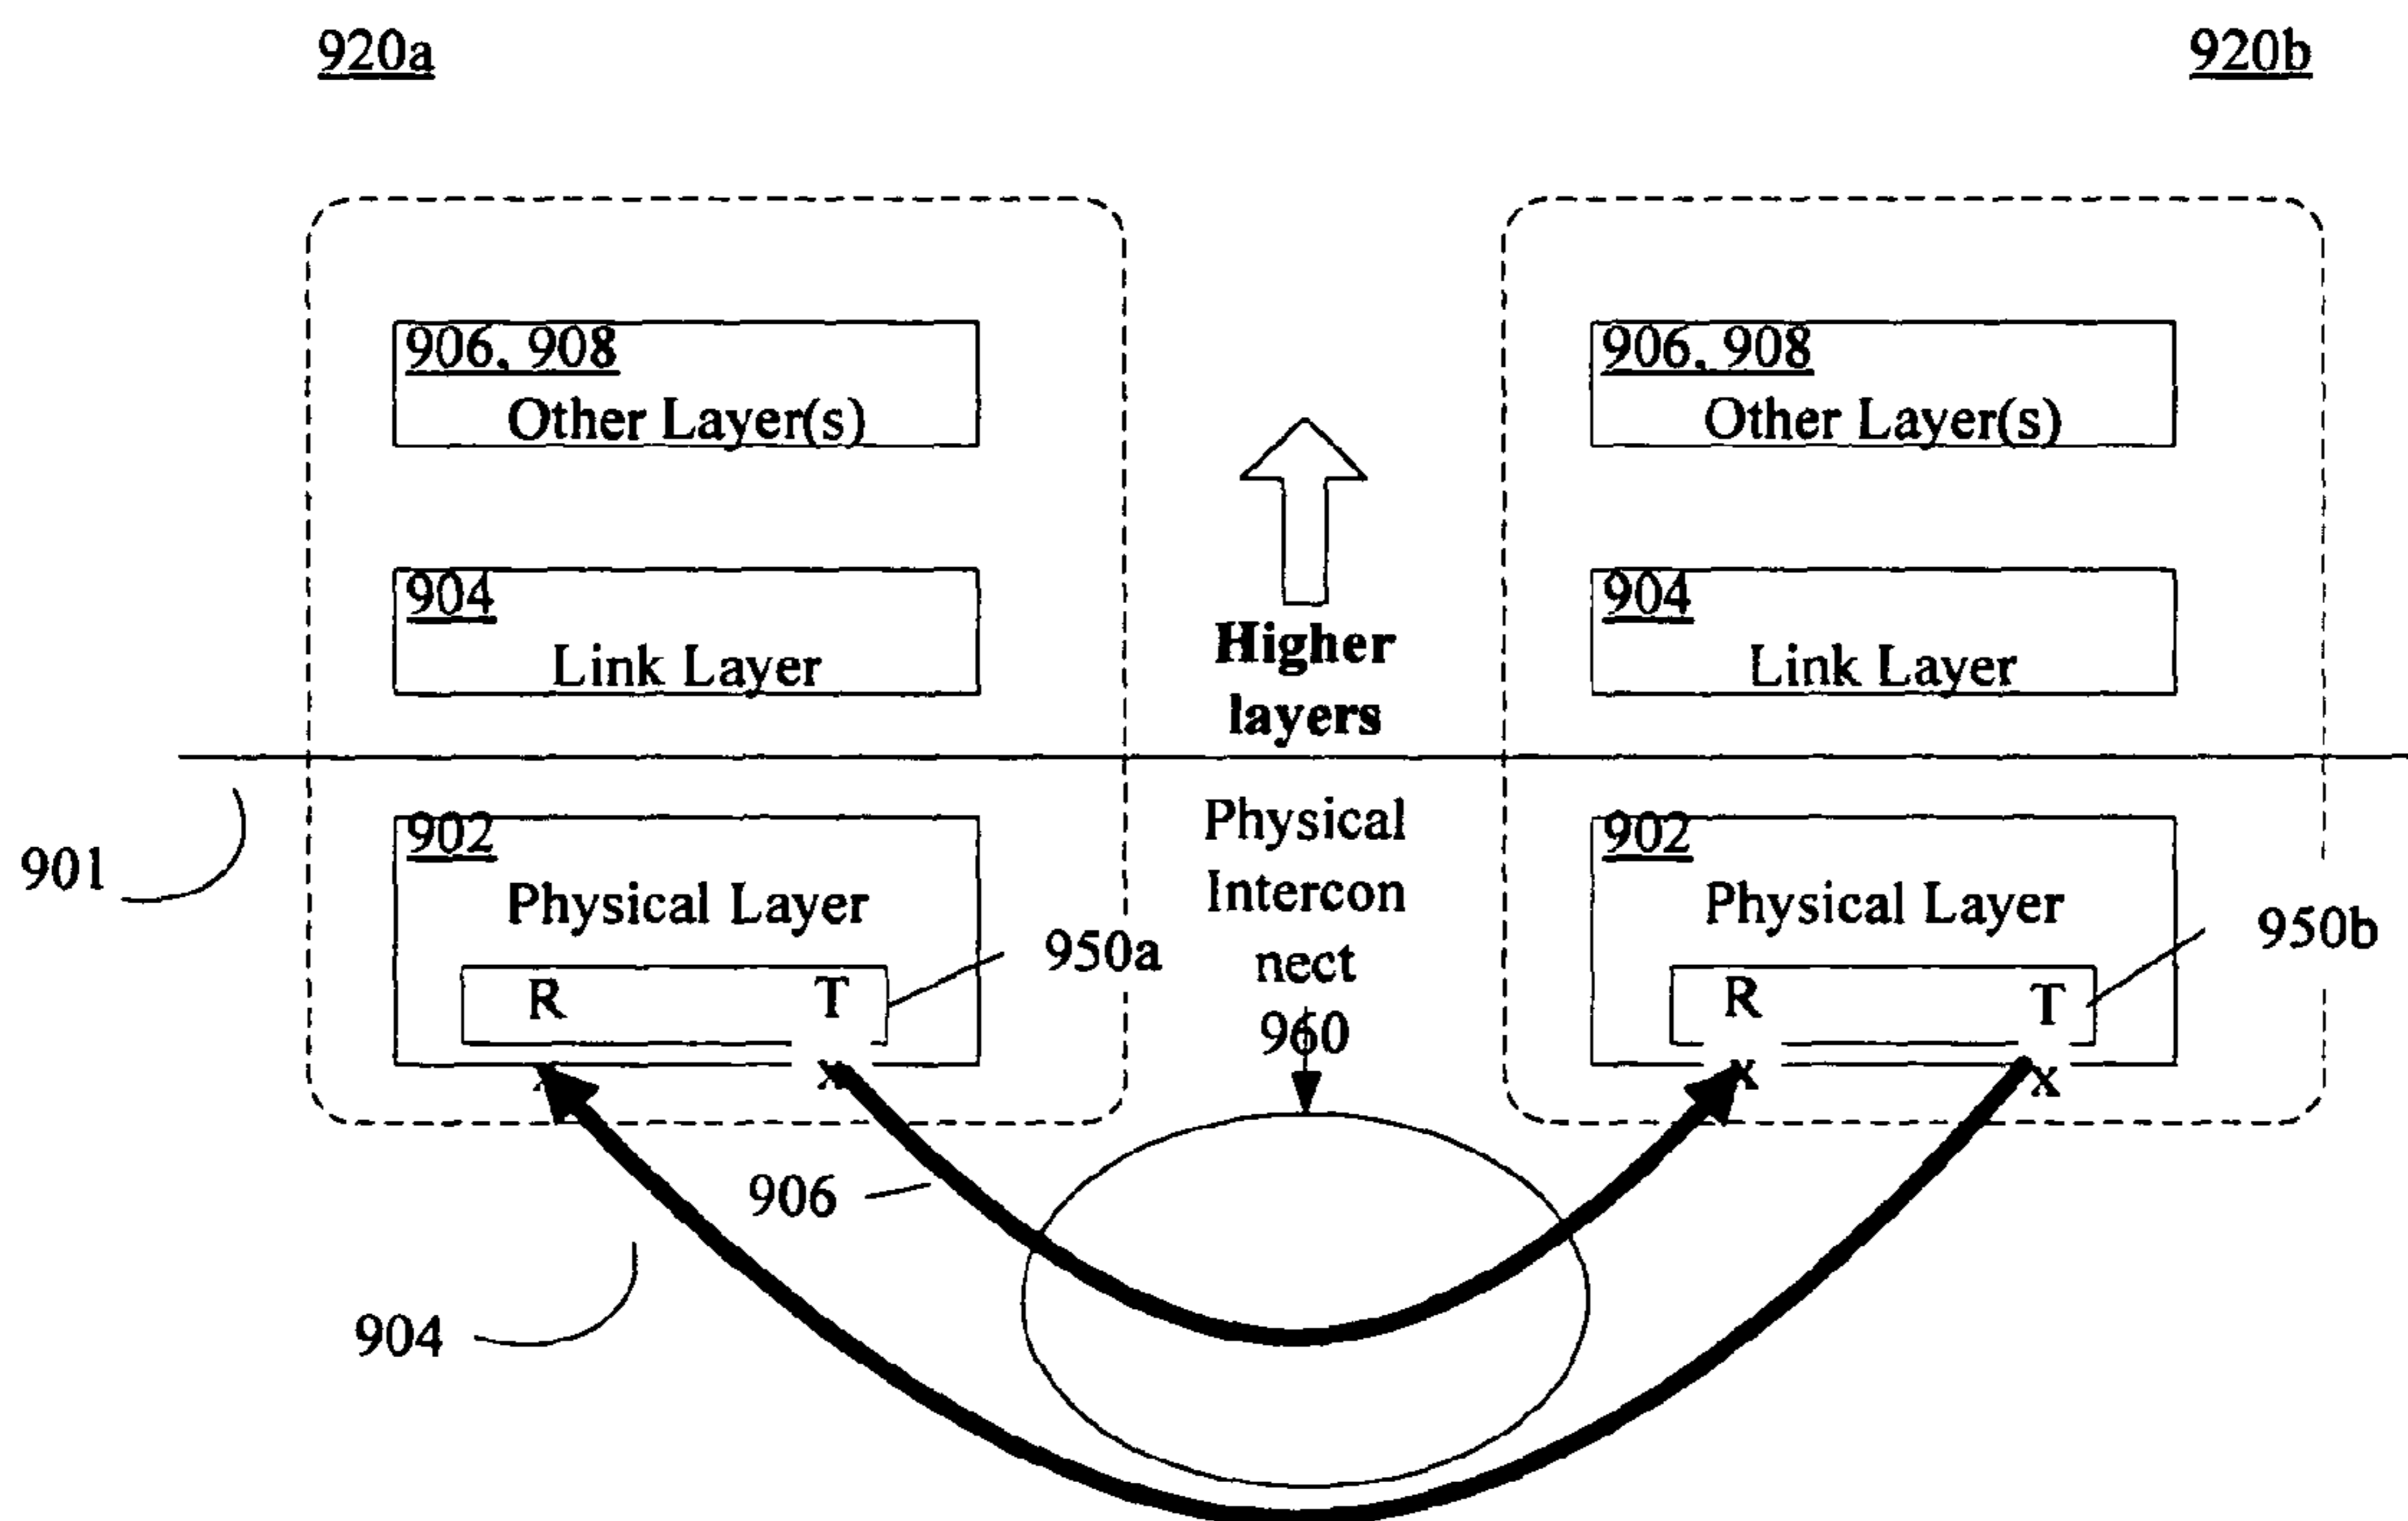 920a
920b
906, 908
Other Layer(s)
906, 908
Other Layer(s)
904
Link Layer
Higher
layers
904
Link Layer
901
902
Physical Layer
R
T
x
x
950a
Physical
Intercon
nect
960
902
Physical Layer
R
T
x
x
950b
906
904